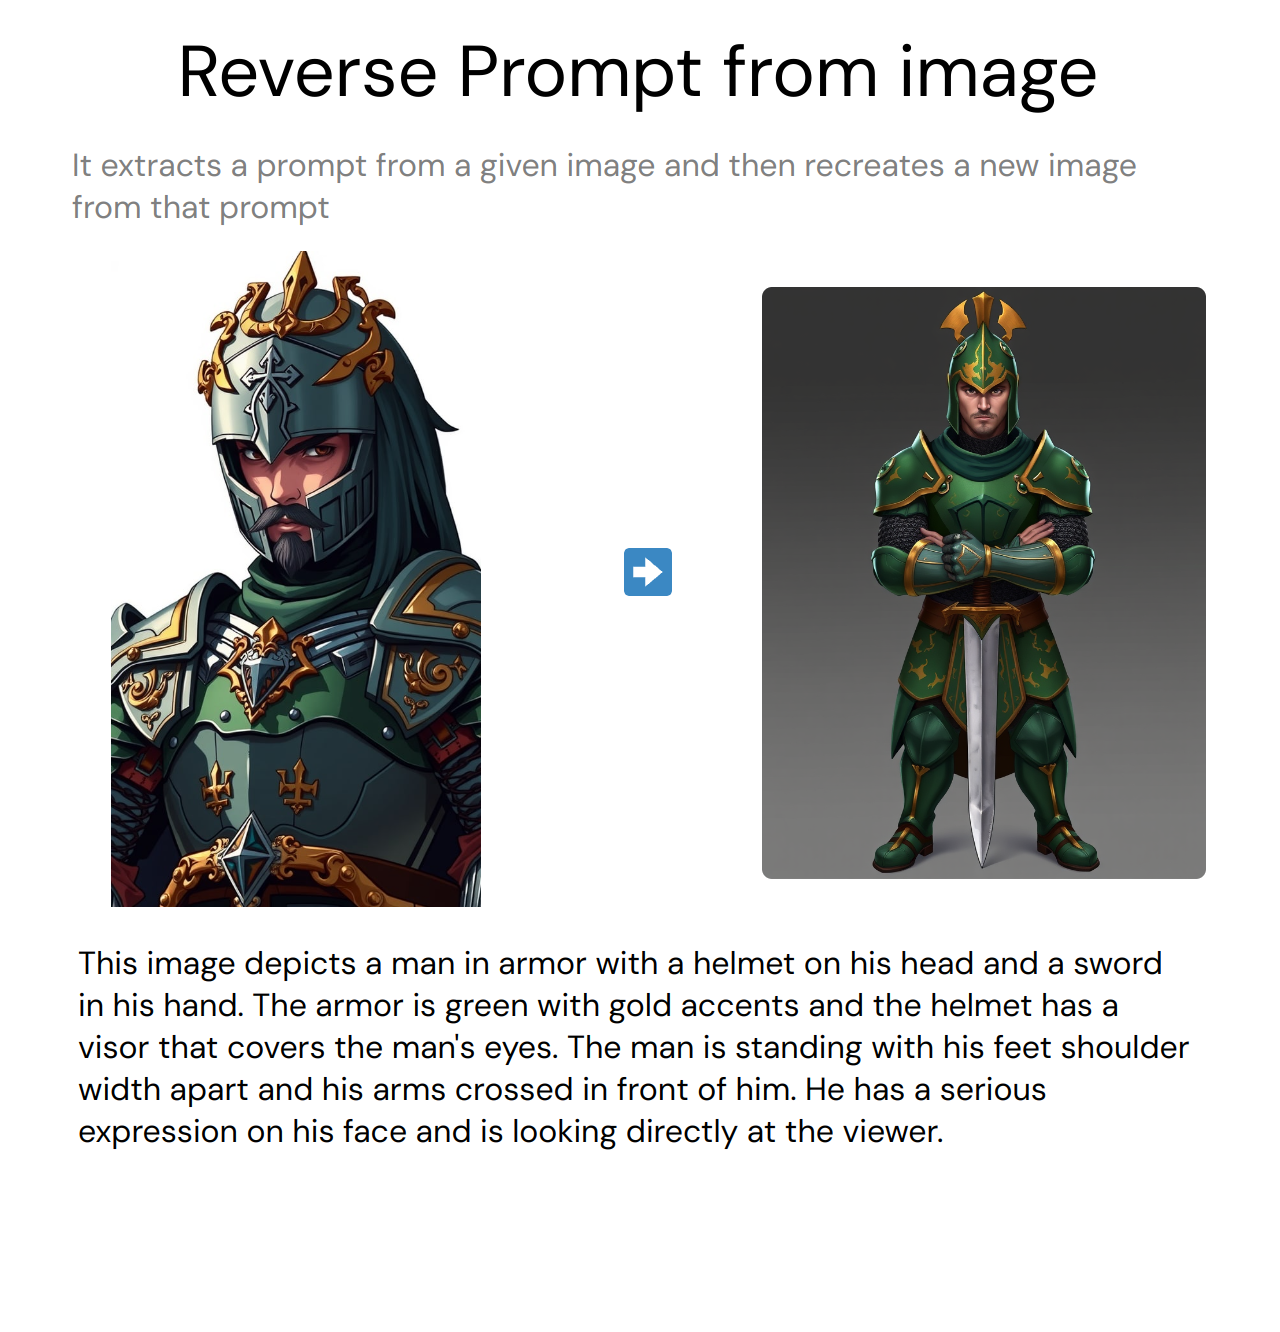 Reverse Prompt from image
It extracts a prompt from a given image and then recreates a new image
from that prompt
This image depicts a man in armor with a helmet on his head and a sword
in his hand. The armor is green with gold accents and the helmet has a
visor that covers the man's eyes. The man is standing with his feet shoulder
width apart and his arms crossed in front of him. He has a serious
expression on his face and is looking directly at the viewer.